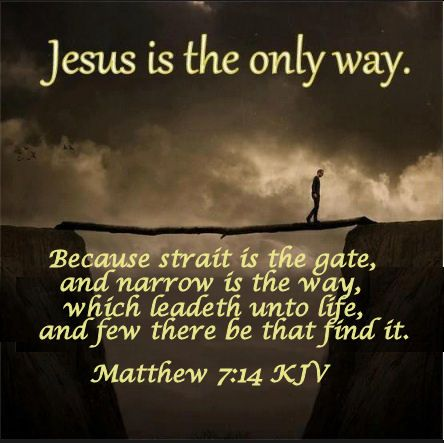 Jesus is the only way.
Because strait is the gate,
and narrow is the way,
which leadeth unto life,
and few there be that find it.
Matthew 7:14 KJV